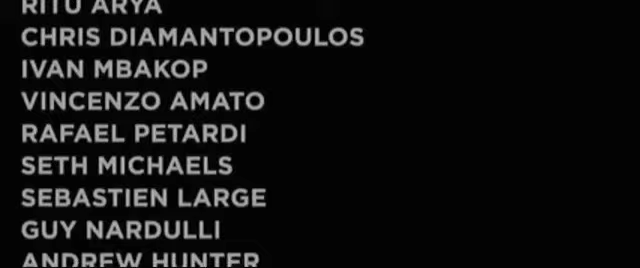 RITU ARYA
CHRIS DIAMANTOPOULOS
IVAN MBAKOP
VINCENZO AMATO
RAFAEL PETARDI
SETH MICHAELS
SEBASTIEN LARGE
GUY NARDULLI
ANDREW HUNTER